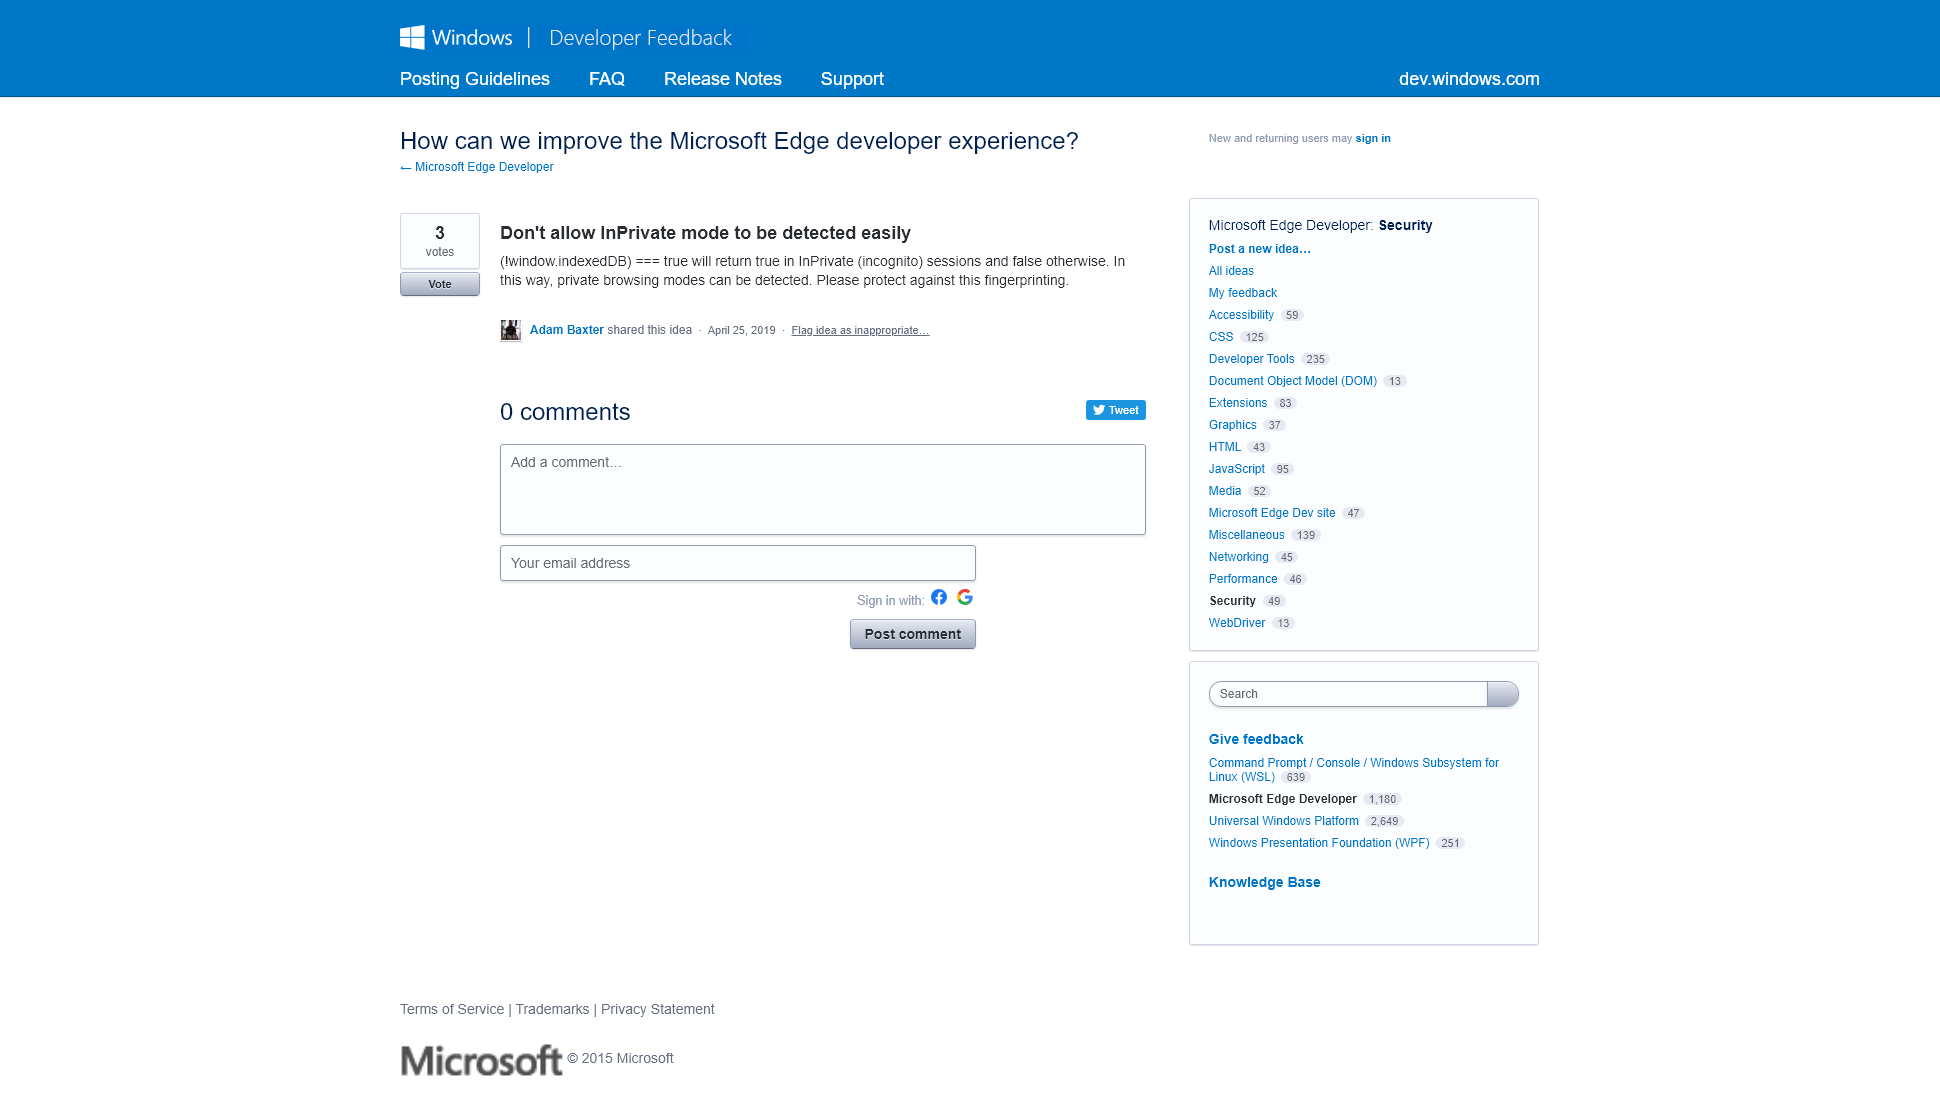 Windows | Developer Feedback
Posting Guidelines FAQ Release Notes Support dev.windows.com
How can we improve the Microsoft Edge developer experience?
← Microsoft Edge Developer
New and returning users may sign in
3
votes
Vote
Don't allow InPrivate mode to be detected easily
(!window.indexedDB) === true will return true in InPrivate (incognito) sessions and false otherwise. In
this way, private browsing modes can be detected. Please protect against this fingerprinting.
Adam Baxter shared this idea · April 25, 2019 · Flag idea as inappropriate…
0 comments
Tweet
Add a comment…
Your email address
Sign in with:
Post comment
Microsoft Edge Developer: Security
Post a new idea…
All ideas
My feedback
Accessibility 59
CSS 125
Developer Tools 235
Document Object Model (DOM) 13
Extensions 83
Graphics 37
HTML 43
JavaScript 95
Media 52
Microsoft Edge Dev site 47
Miscellaneous 139
Networking 45
Performance 46
Security 49
WebDriver 13
Search
Give feedback
Command Prompt / Console / Windows Subsystem for
Linux (WSL) 639
Microsoft Edge Developer 1,180
Universal Windows Platform 2,649
Windows Presentation Foundation (WPF) 251
Knowledge Base
Terms of Service | Trademarks | Privacy Statement
Microsoft © 2015 Microsoft